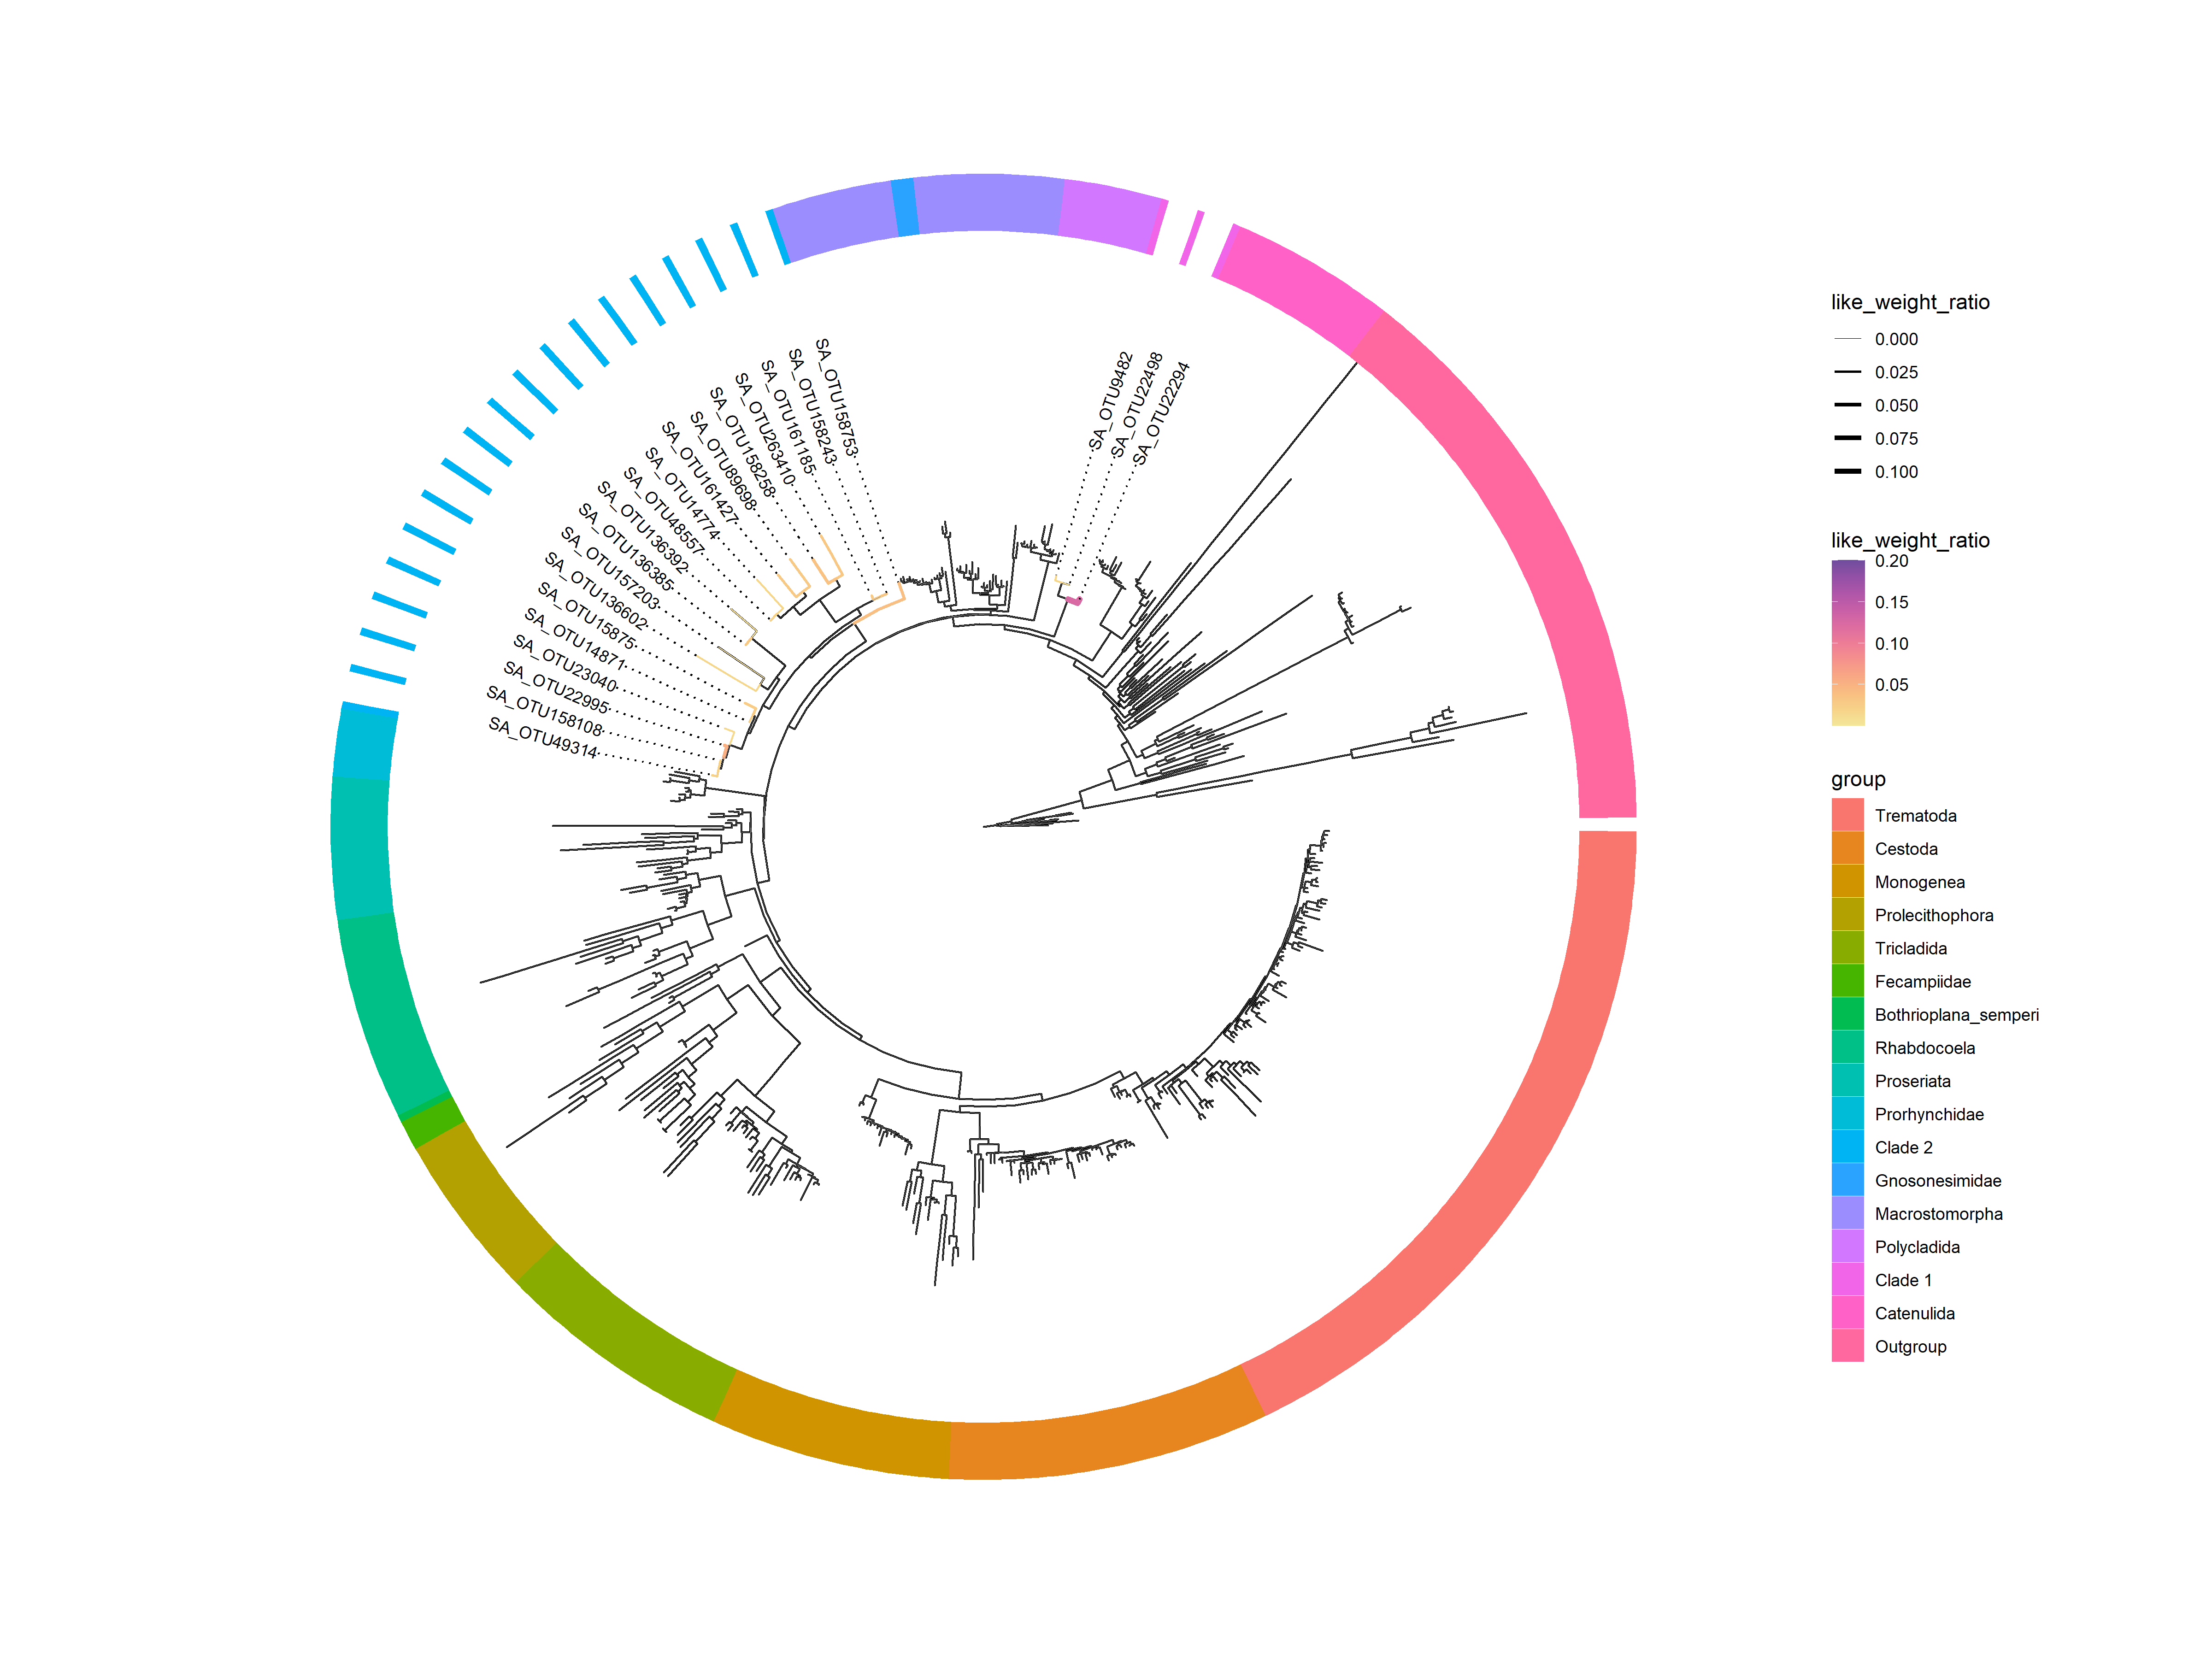 SA_OTU158753
SA_OTU158243
SA_OTU161185
SA_OTU263410
SA_OTU158258
SA_OTU89698
SA_OTU161427
SA_OTU14774
SA_OTU48557
SA_OTU136392
SA_OTU136385
SA_OTU157203
SA_OTU136602
SA_OTU15875
SA_OTU14871
SA_OTU23040
SA_OTU22995
SA_OTU158108
SA_OTU49314
SA_OTU9482
SA_OTU22498
SA_OTU22294
like_weight_ratio
0.000
0.025
0.050
0.075
0.100
like_weight_ratio
0.20
0.15
0.10
0.05
group
Trematoda
Cestoda
Monogenea
Prolecithophora
Tricladida
Fecampiidae
Bothrioplana_semperi
Rhabdocoela
Proseriata
Prorhynchidae
Clade 2
Gnosonesimidae
Macrostomorpha
Polycladida
Clade 1
Catenulida
Outgroup